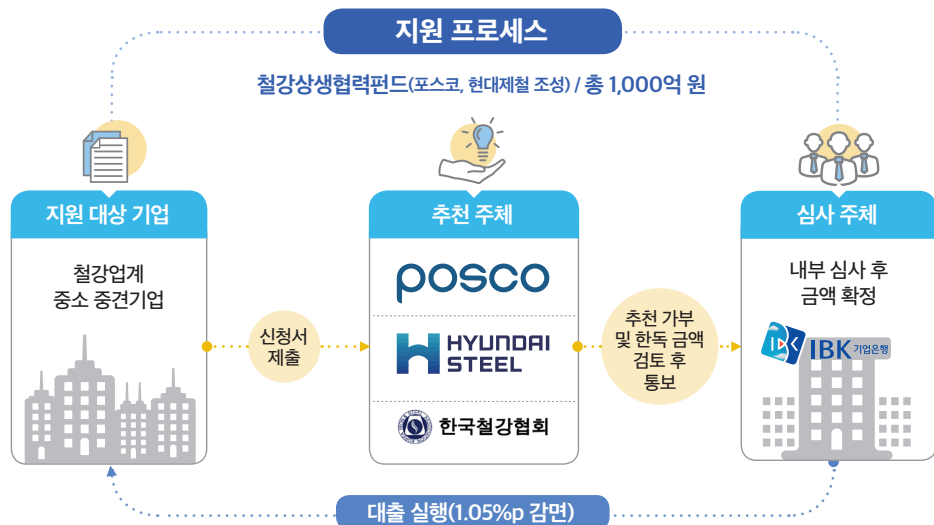 지원 프로세스
철강상생협력펀드(포스코, 현대제철 조성) / 총 1,000억 원
지원 대상 기업
철강업계
중소 중견기업
신청서
제출
추천 주체
posco
HYUNDAI
STEEL
한국철강협회
추천 가부
및 한독 금액
검토 후
통보
심사 주체
내부 심사 후
금액 확정
IBK 기업은행
대출 실행(1.05%p 감면)